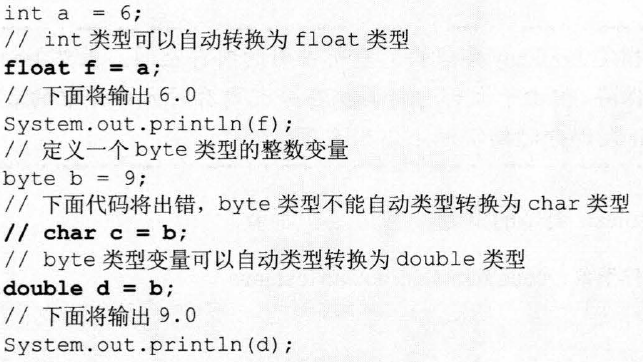 int a = 6;
// int 类型可以自动转换为 float 类型
float f = a;
// 下面将输出 6.0
System.out.println(f);
// 定义一个 byte 类型的整数变量
byte b = 9;
// 下面代码将出错，byte 类型不能自动类型转换为 char 类型
// char c = b;
// byte 类型变量可以自动类型转换为 double 类型
double d = b;
// 下面将输出 9.0
System.out.println(d);